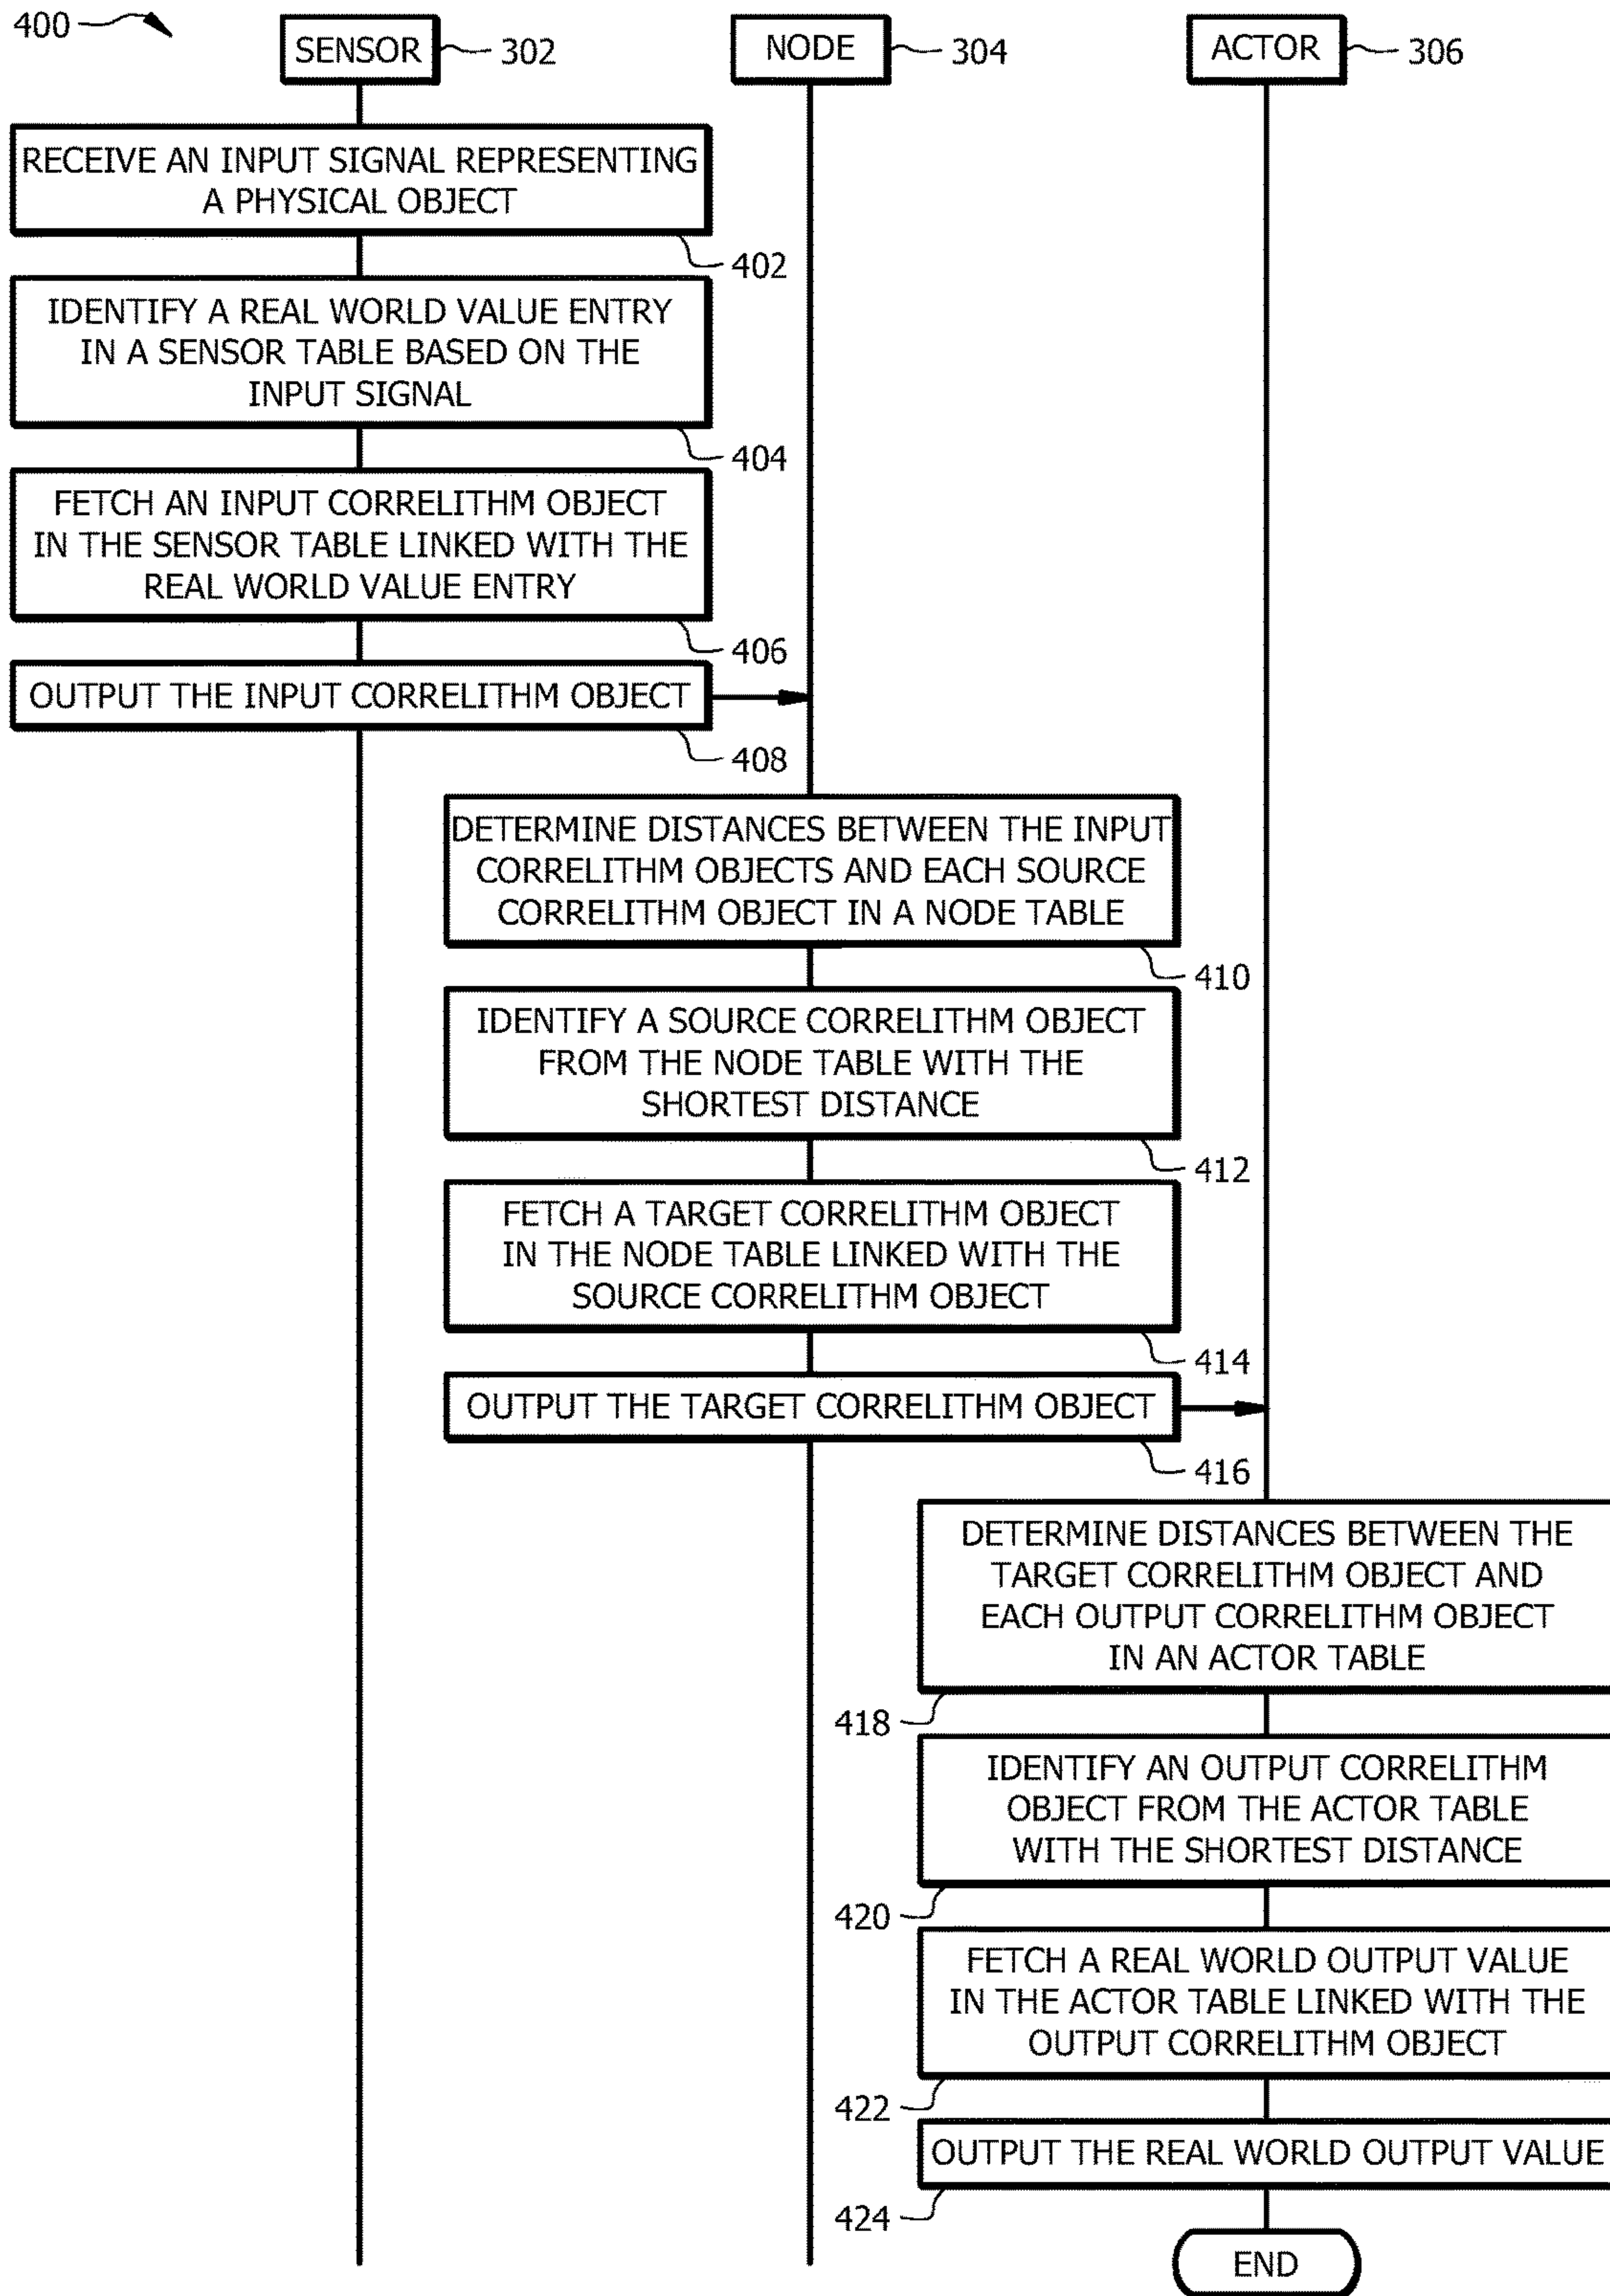 400
SENSOR
302
NODE
304
ACTOR
306
RECEIVE AN INPUT SIGNAL REPRESENTING
A PHYSICAL OBJECT
402
IDENTIFY A REAL WORLD VALUE ENTRY
IN A SENSOR TABLE BASED ON THE
INPUT SIGNAL
404
FETCH AN INPUT CORRELITHM OBJECT
IN THE SENSOR TABLE LINKED WITH THE
REAL WORLD VALUE ENTRY
406
OUTPUT THE INPUT CORRELITHM OBJECT
408
DETERMINE DISTANCES BETWEEN THE INPUT
CORRELITHM OBJECTS AND EACH SOURCE
CORRELITHM OBJECT IN A NODE TABLE
410
IDENTIFY A SOURCE CORRELITHM OBJECT
FROM THE NODE TABLE WITH THE
SHORTEST DISTANCE
412
FETCH A TARGET CORRELITHM OBJECT
IN THE NODE TABLE LINKED WITH THE
SOURCE CORRELITHM OBJECT
414
OUTPUT THE TARGET CORRELITHM OBJECT
416
DETERMINE DISTANCES BETWEEN THE
TARGET CORRELITHM OBJECT AND
EACH OUTPUT CORRELITHM OBJECT
IN AN ACTOR TABLE
418
IDENTIFY AN OUTPUT CORRELITHM
OBJECT FROM THE ACTOR TABLE
WITH THE SHORTEST DISTANCE
420
FETCH A REAL WORLD OUTPUT VALUE
IN THE ACTOR TABLE LINKED WITH THE
OUTPUT CORRELITHM OBJECT
422
OUTPUT THE REAL WORLD OUTPUT VALUE
424
END